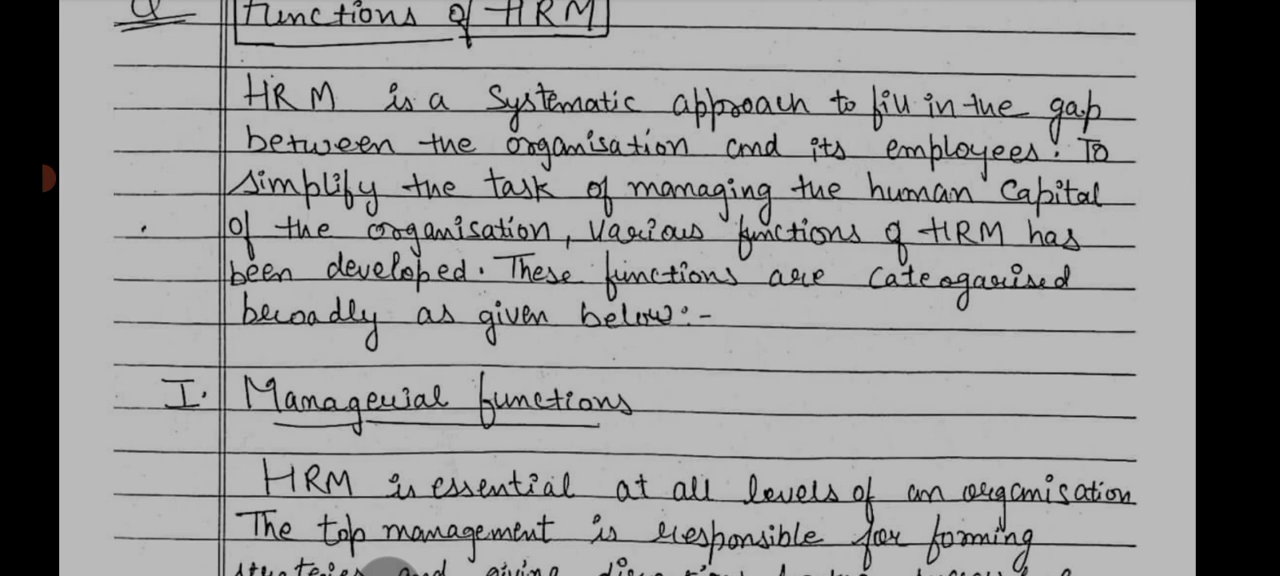 Q Functions of HRM
HRM is a systematic approach to fill in the gap
between the organisation and its employees. To
simplify the task of managing the human capital
of the organisation, various functions of HRM has
been developed. These functions are cateogarised
broadly as given below:-
I. Managerial functions
HRM is essential at all levels of an organisation
The top management is responsible for forming
and giving